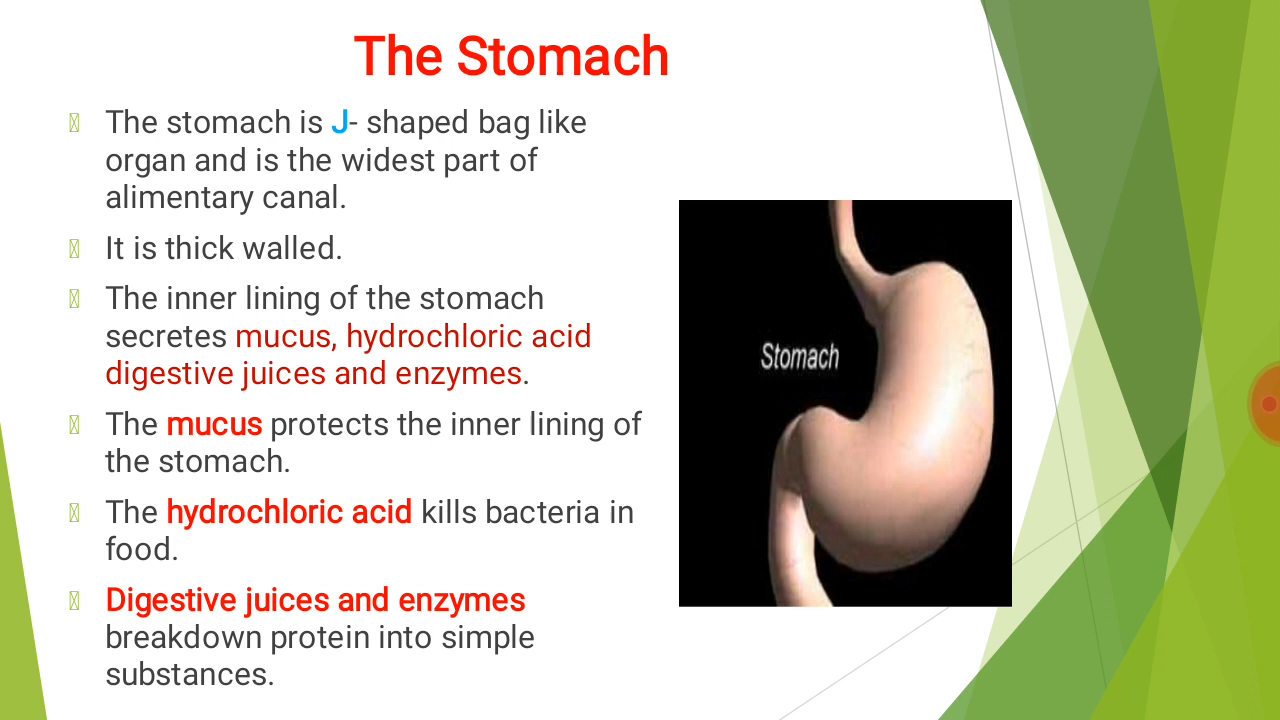 The Stomach
The stomach is J- shaped bag like
organ and is the widest part of
alimentary canal.
It is thick walled.
The inner lining of the stomach
secretes mucus, hydrochloric acid
digestive juices and enzymes.
The mucus protects the inner lining of
the stomach.
The hydrochloric acid kills bacteria in
food.
Digestive juices and enzymes
breakdown protein into simple
substances.
Stomach